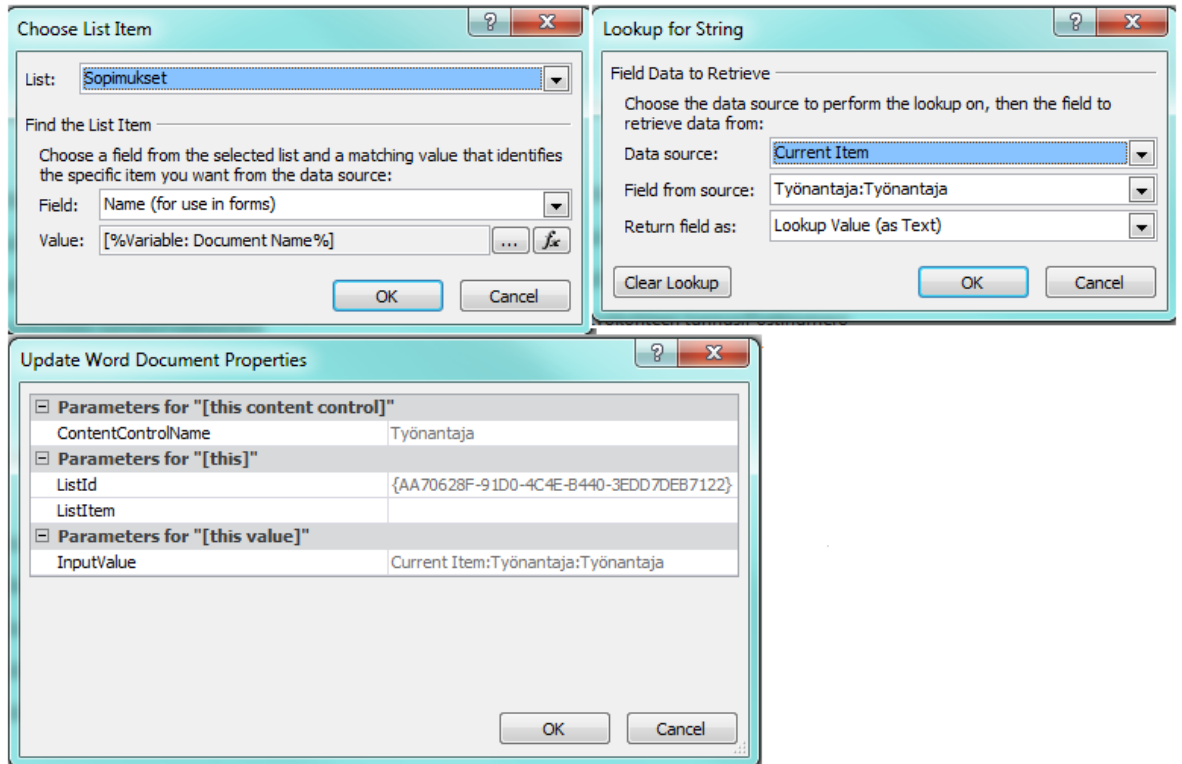 Choose List Item
List: Sopimukset
Find the List Item
Choose a field from the selected list and a matching value that identifies
the specific item you want from the data source:
Field: Name (for use in forms)
Value: [%Variable: Document Name%] ... fx
OK Cancel
Lookup for String
Field Data to Retrieve
Choose the data source to perform the lookup on, then the field to
retrieve data from:
Data source: Current Item
Field from source: Työnantaja:Työnantaja
Return field as: Lookup Value (as Text)
Clear Lookup OK Cancel
Update Word Document Properties
Parameters for "[this content control]"
ContentControlName Työnantaja
Parameters for "[this]"
ListId {AA70628F-91D0-4C4E-B440-3EDD7DEB7122}
ListItem
Parameters for "[this value]"
InputValue Current Item:Työnantaja:Työnantaja
OK Cancel